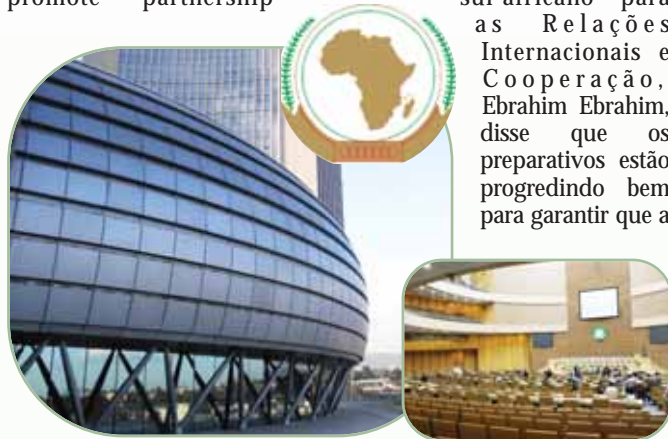 promote partnership
sul-africano para
as Relações
Internacionais e
Cooperação,
Ebrahim Ebrahim,
disse que os
preparativos estão
progredindo bem
para garantir que a